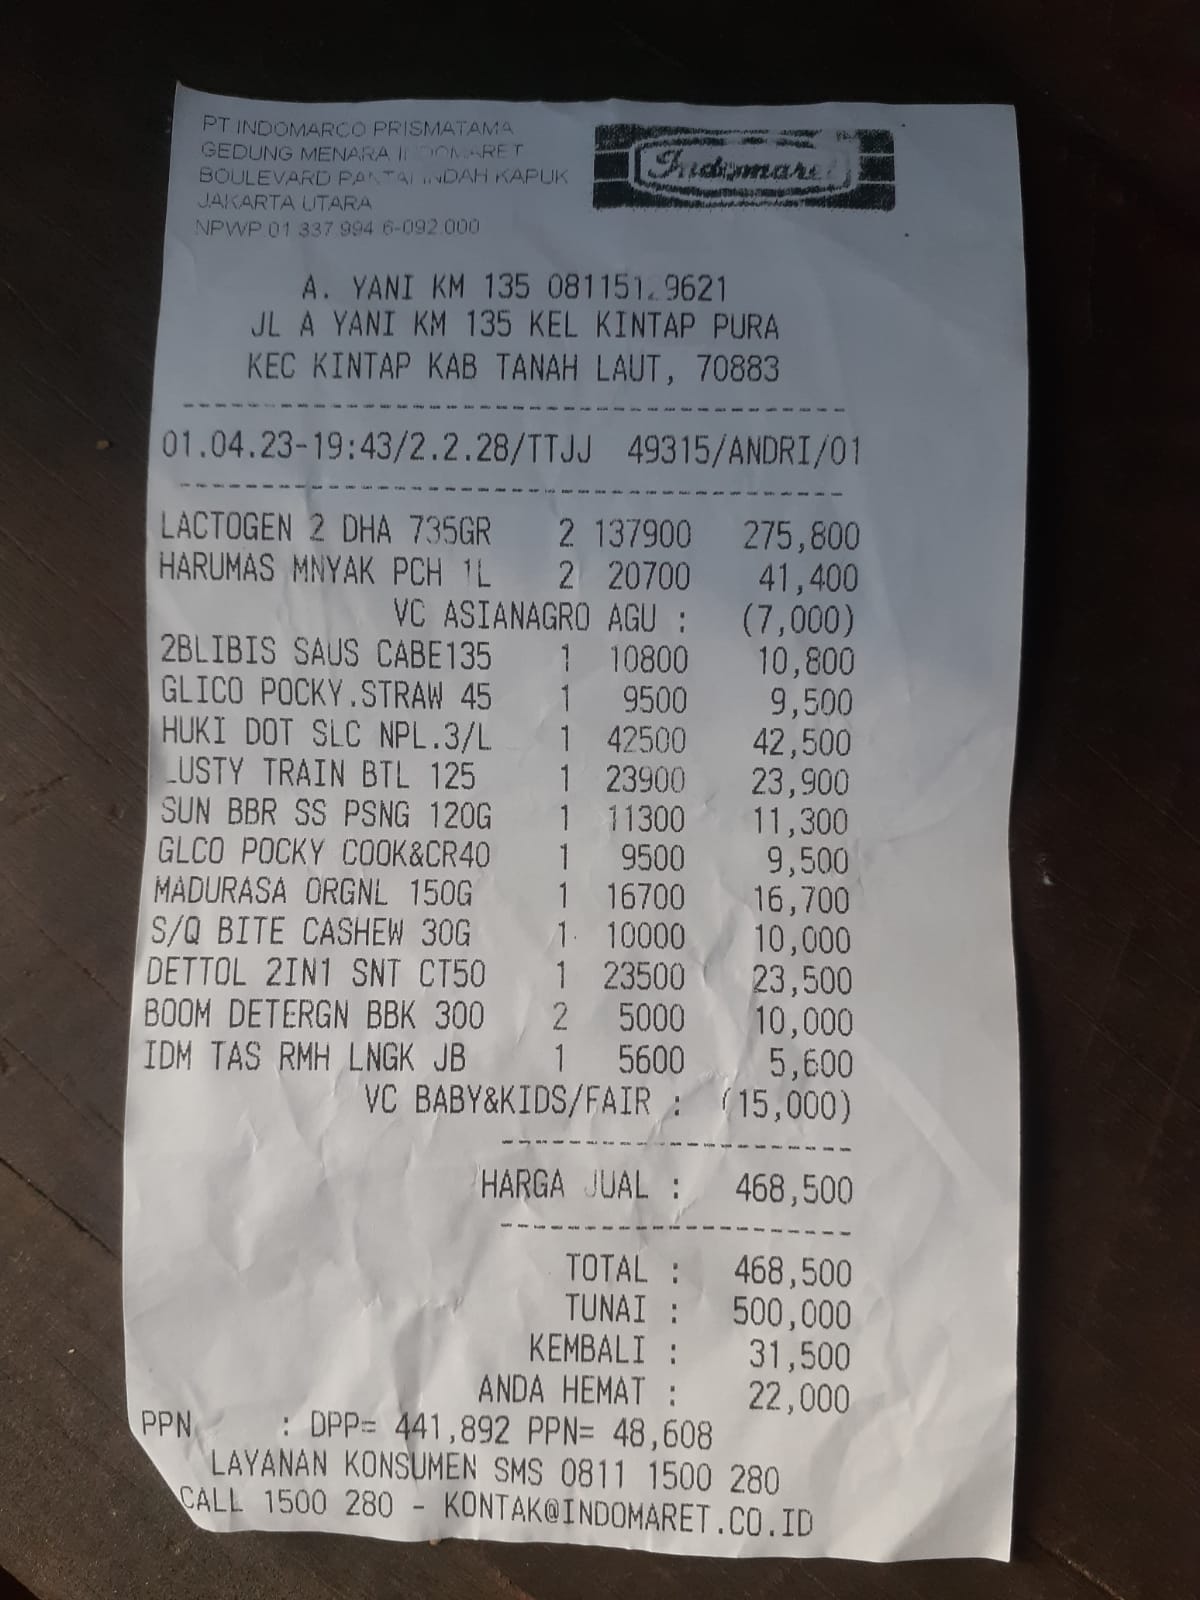 PT.INDOMARCO PRISMATAMA
GEDUNG MENARA INDOMARET
BOULEVARD PANTAI INDAH KAPUK
JAKARTA UTARA
NPWP 01 337 994 6-092.000
Indomaret
A. YANI KM 135
JL A YANI KM 135 KEL KINTAP PURA
KEC KINTAP KAB TANAH LAUT, 70883
01.04.23-19:43/2.2.28/TTJJ 49315/ANDRI/01
LACTOGEN 2 DHA 735GR 2 137900 275,800
HARUMAS MNYAK PCH 1L 2 20700 41,400
VC ASIANAGRO AGU : (7,000)
2BLIBIS SAUS CABE135 1 10800 10,800
GLICO POCKY.STRAW 45 1 9500 9,500
HUKI DOT SLC NPL.3/L 1 42500 42,500
LUSTY TRAIN BTL 125 1 23900 23,900
SUN BBR SS PSNG 120G 1 11300 11,300
GLCO POCKY COOK&CR40 1 9500 9,500
MADURASA ORGNL 150G 1 16700 16,700
S/Q BITE CASHEW 30G 1 10000 10,000
DETTOL 2IN1 SNT CT50 1 23500 23,500
BOOM DETERGN BBK 300 2 5000 10,000
IDM TAS RMH LNGK JB 1 5600 5,600
VC BABY&KIDS/FAIR : (15,000)
HARGA JUAL : 468,500
TOTAL : 468,500
TUNAI : 500,000
KEMBALI : 31,500
ANDA HEMAT : 22,000
PPN : DPP= 441,892 PPN= 48,608
LAYANAN KONSUMEN SMS 0811 1500 280
CALL 1500 280 - KONTAK@INDOMARET.CO.ID